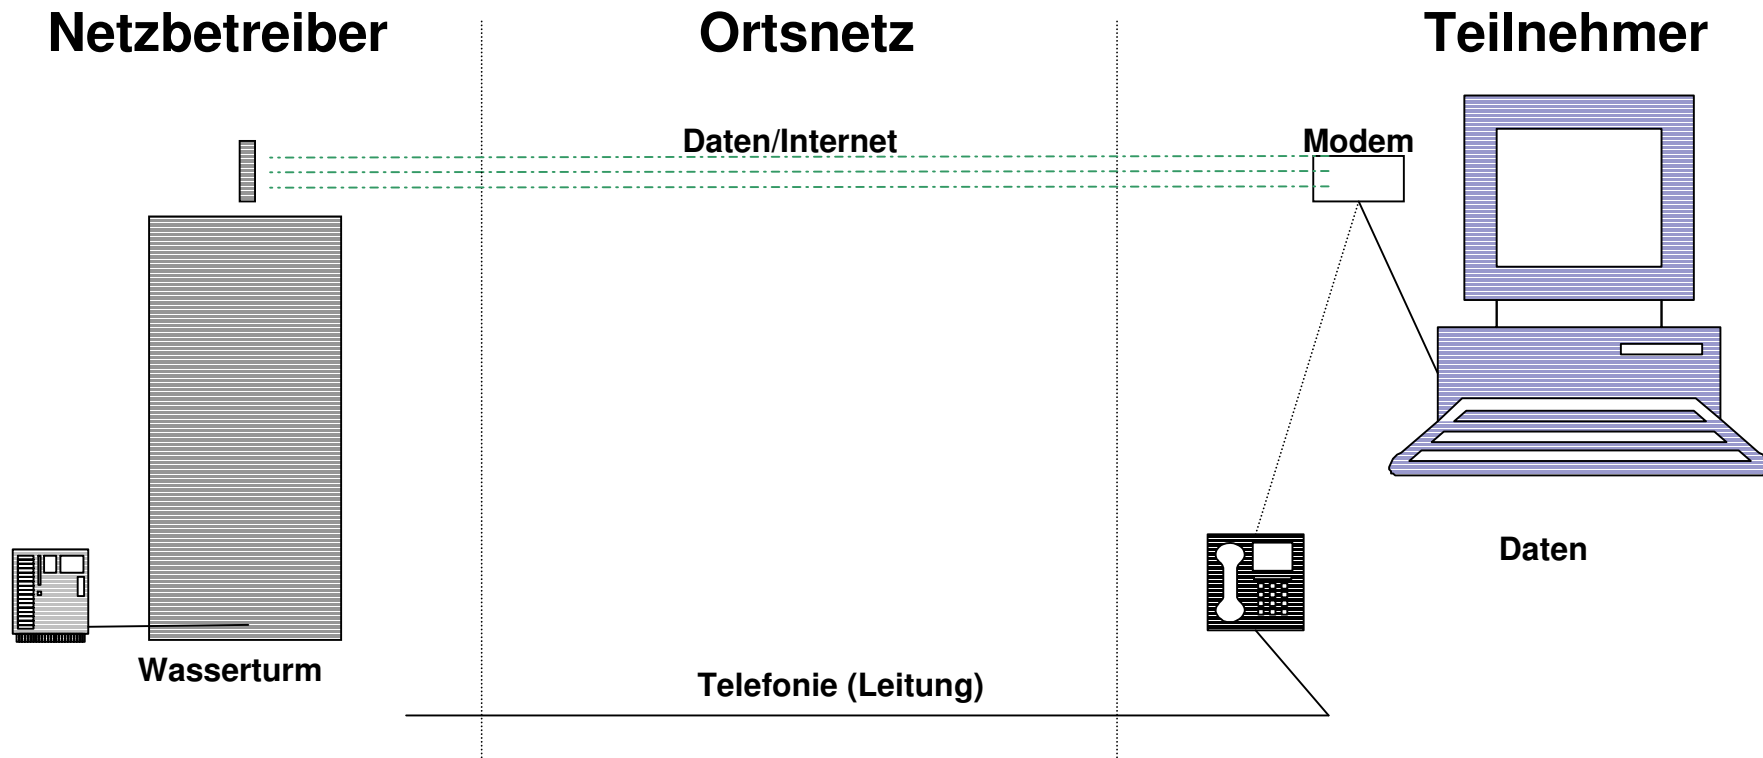 Netzbetreiber
Ortsnetz
Teilnehmer
Daten/Internet
Modem
Daten
Wasserturm
Telefonie (Leitung)